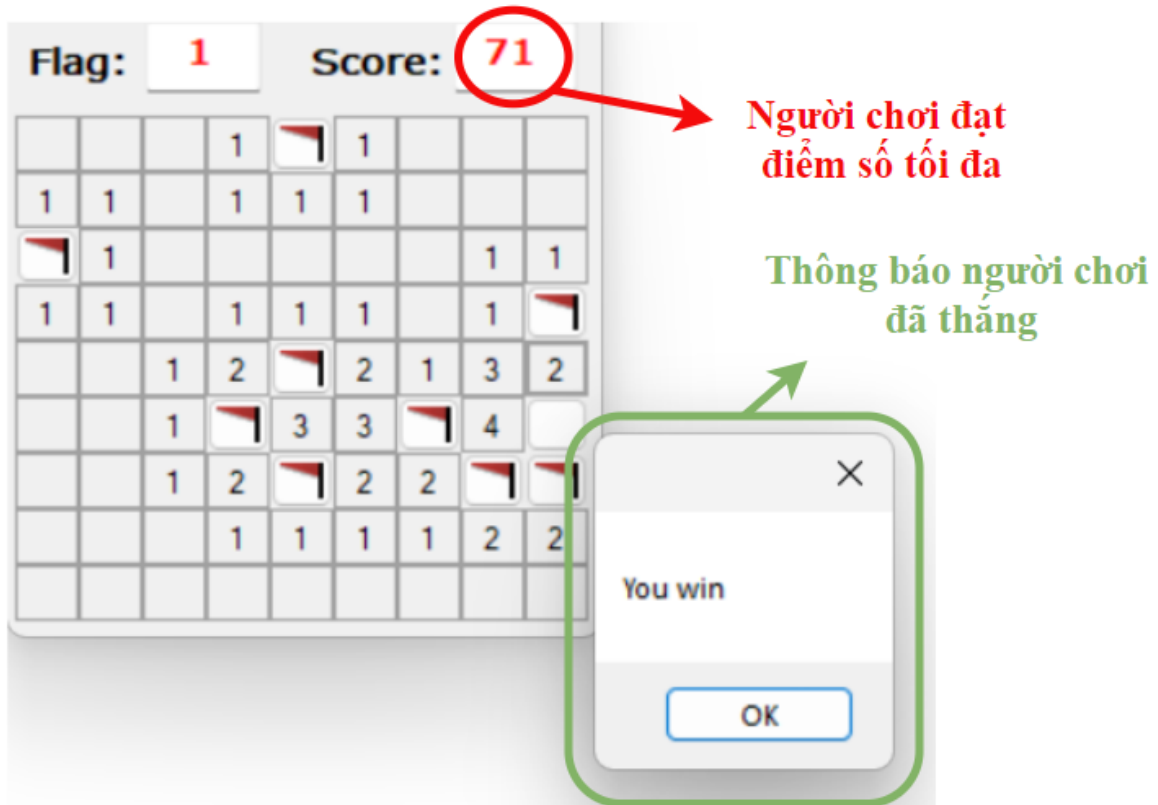 Flag: 1 Score: 71
Người chơi đạt
điểm số tối đa
1 1
1 1 1 1 1
1 1 1
Thông báo người chơi
đã thắng
1 1 1 1 1 1
1 2 2 1 3 2
1 3 3 4
1 2 2 2
1 1 1 1 2 2
You win
OK